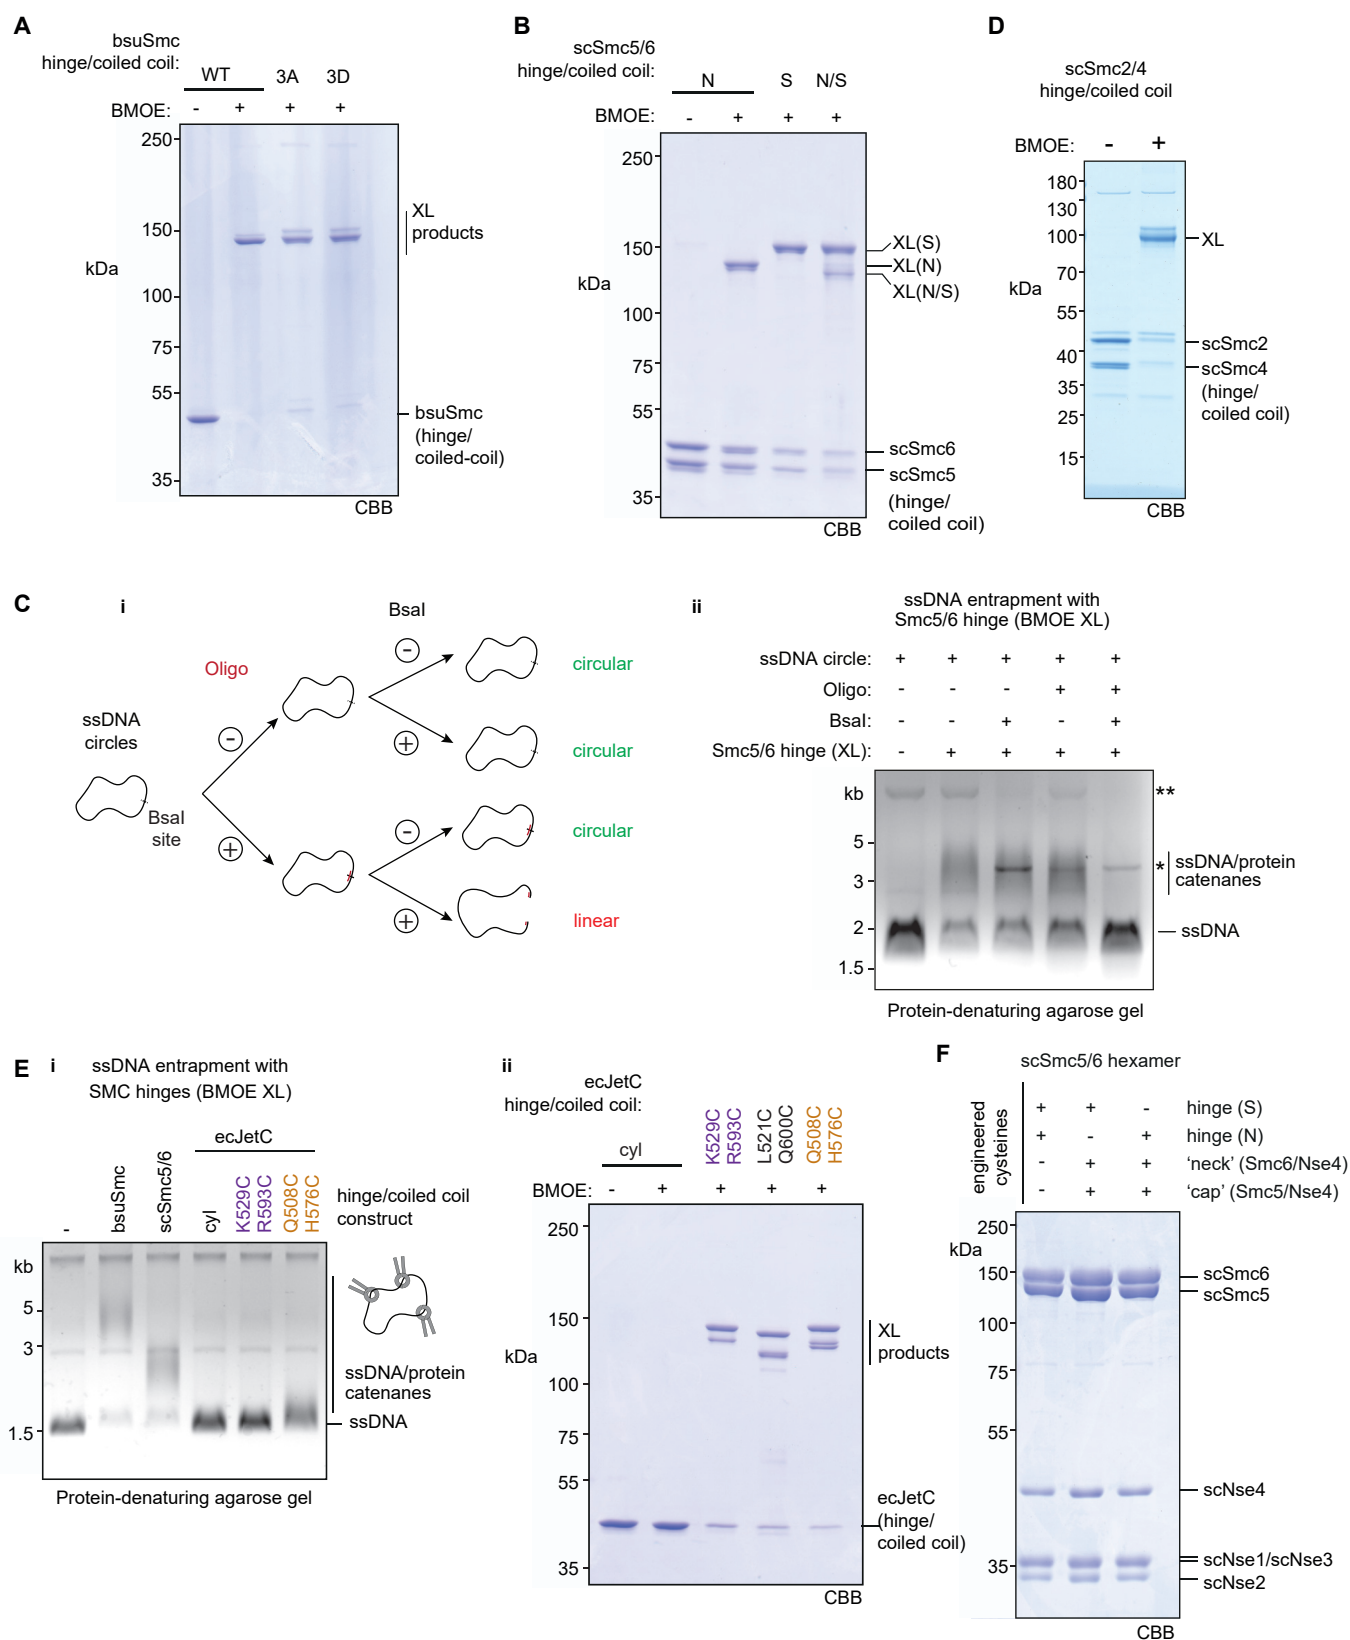 A
bsuSmc
hinge/coiled coil:
WT
3A
3D
BMOE:
-
+
+
+
250
150
100
75
55
35
kDa
XL
products
bsuSmc
(hinge/
coiled-coil)
CBB
B
scSmc5/6
hinge/coiled coil:
N
S
N/S
BMOE:
-
+
+
+
250
150
100
75
55
35
kDa
XL(S)
XL(N)
XL(N/S)
scSmc6
scSmc5
(hinge/
coiled coil)
CBB
D
scSmc2/4
hinge/coiled coil
BMOE:
-
+
180
130
100
70
55
40
35
25
15
kDa
XL
scSmc2
scSmc4
(hinge/
coiled coil)
CBB
C
i
BsaI
Oligo
ssDNA
circles
BsaI
site
-
+
-
+
-
+
circular
circular
circular
linear
ii
ssDNA entrapment with
Smc5/6 hinge (BMOE XL)
ssDNA circle: + + + + +
Oligo: - - - + +
BsaI: - - + - +
Smc5/6 hinge (XL): - + + + +
kb
5
3
2
1.5
**
*
ssDNA/protein
catenanes
ssDNA
Protein-denaturing agarose gel
E
i
ssDNA entrapment with
SMC hinges (BMOE XL)
ecJetC
-
bsuSmc
scSmc5/6
cyl
K529C
R593C
Q508C
H576C
hinge/coiled coil
construct
kb
5
3
1.5
ssDNA/protein
catenanes
ssDNA
Protein-denaturing agarose gel
ii
ecJetC
hinge/coiled coil:
cyl
K529C
R593C
L521C
Q600C
Q508C
H576C
BMOE: - + + + +
250
150
100
75
55
35
kDa
XL
products
ecJetC
(hinge/
coiled coil)
CBB
F
scSmc5/6 hexamer
engineered
cysteines
+ + - hinge (S)
+ - + hinge (N)
- + + ‘neck’ (Smc6/Nse4)
- + + ‘cap’ (Smc5/Nse4)
250
kDa
150
100
75
55
35
scSmc6
scSmc5
scNse4
scNse1/scNse3
scNse2
CBB